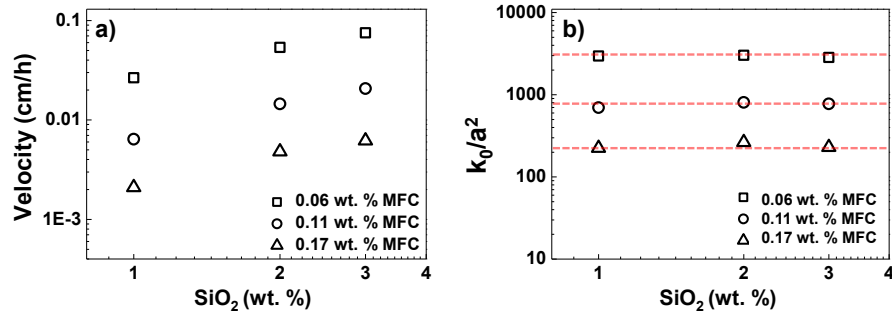 a)
0.1
0.01
1E-3
Velocity (cm/h)
0.06 wt. % MFC
0.11 wt. % MFC
0.17 wt. % MFC
1 2 3 4
SiO₂ (wt. %)
b)
10000
1000
100
10
k₀/a²
0.06 wt. % MFC
0.11 wt. % MFC
0.17 wt. % MFC
1 2 3 4
SiO₂ (wt. %)